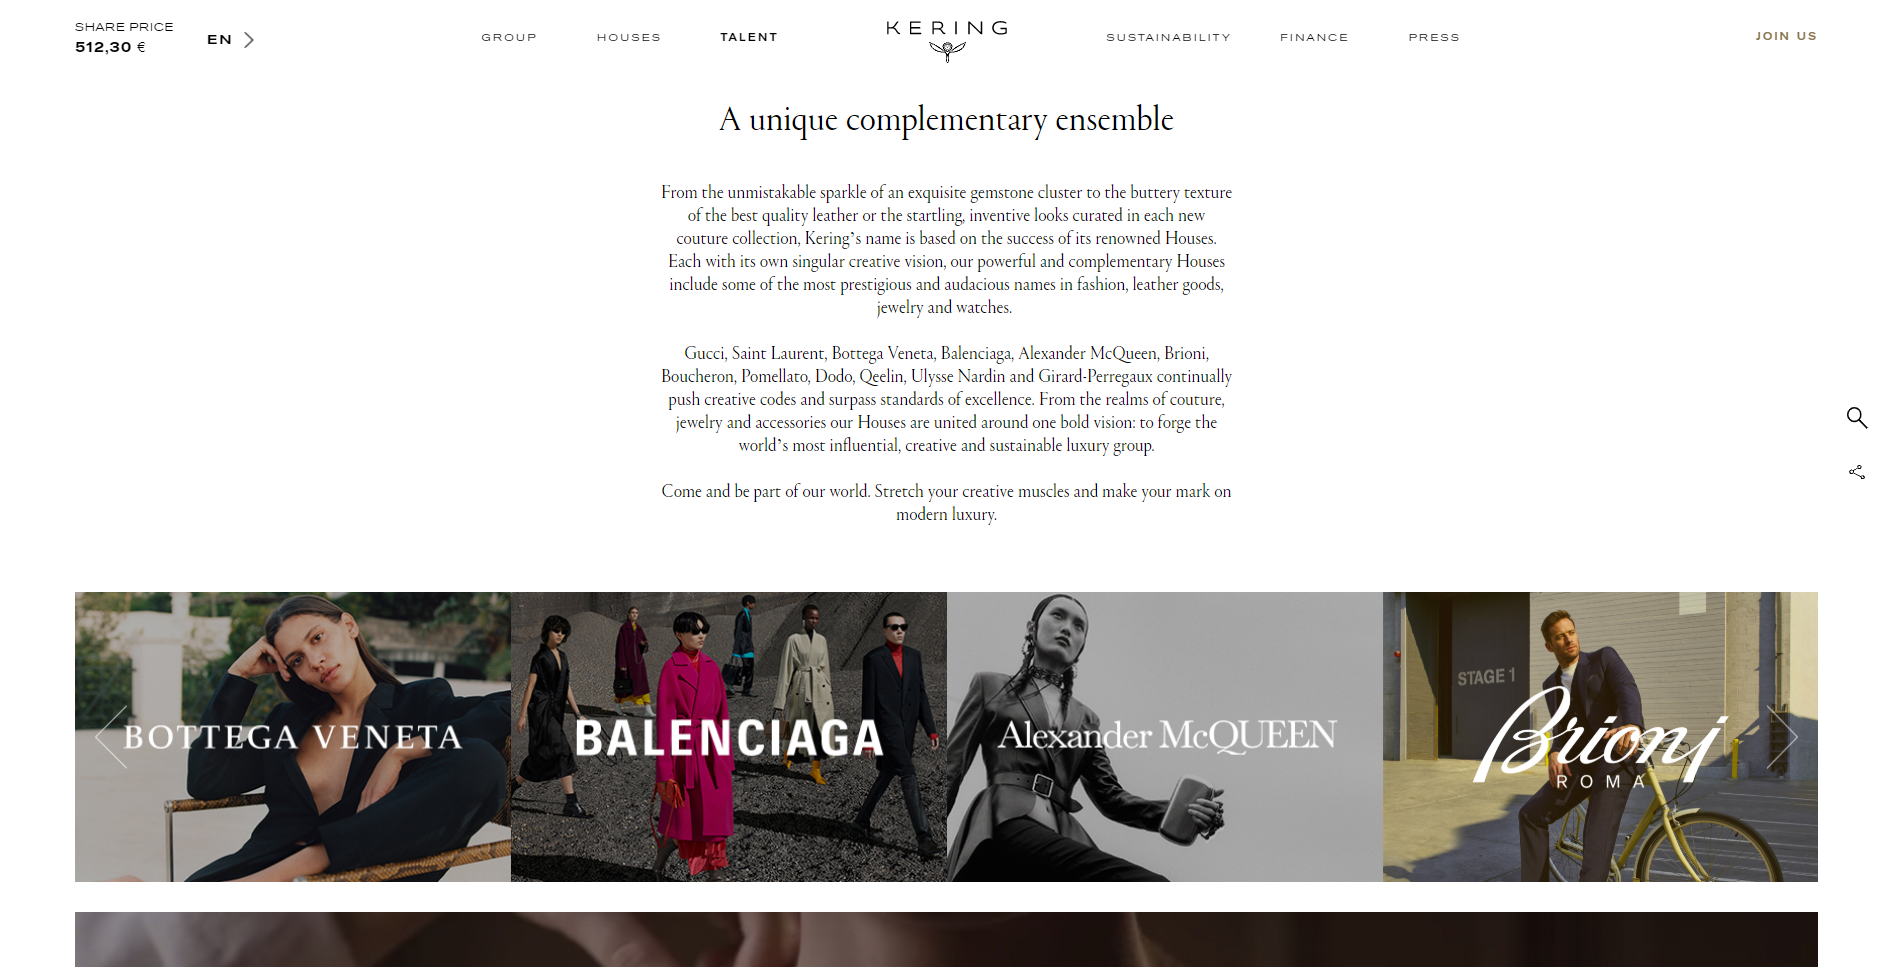 SHARE PRICE
512,30 €
EN
GROUP
HOUSES
TALENT
KERING
SUSTAINABILITY
FINANCE
PRESS
JOIN US
A unique complementary ensemble
From the unmistakable sparkle of an exquisite gemstone cluster to the buttery texture
of the best quality leather or the startling, inventive looks curated in each new
couture collection, Kering’s name is based on the success of its renowned Houses.
Each with its own singular creative vision, our powerful and complementary Houses
include some of the most prestigious and audacious names in fashion, leather goods,
jewelry and watches.
Gucci, Saint Laurent, Bottega Veneta, Balenciaga, Alexander McQueen, Brioni,
Boucheron, Pomellato, Dodo, Qeelin, Ulysse Nardin and Girard-Perregaux continually
push creative codes and surpass standards of excellence. From the realms of couture,
jewelry and accessories our Houses are united around one bold vision: to forge the
world’s most influential, creative and sustainable luxury group.
Come and be part of our world. Stretch your creative muscles and make your mark on
modern luxury.
BOTTEGA VENETA
BALENCIAGA
Alexander McQUEEN
STAGE 1
Brioni
ROMA